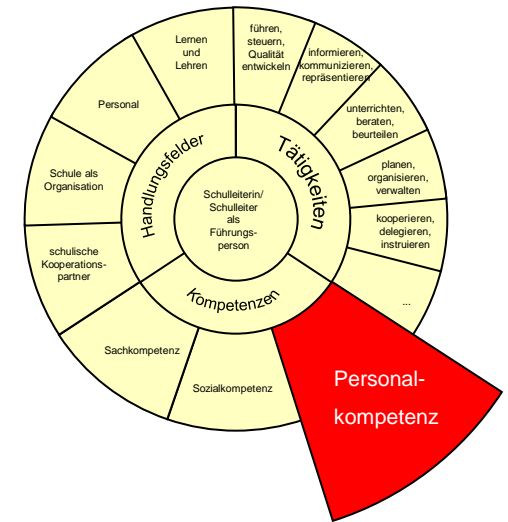 Lernen
und
Lehren
führen,
steuern,
Qualität
entwickeln
informieren,
kommunizieren,
repräsentieren
unterrichten,
beraten,
beurteilen
planen,
organisieren,
verwalten
kooperieren,
delegieren,
instruieren
...
Personal
Schule als
Organisation
schulische
Kooperations-
partner
Handlungsfelder
Tätigkeiten
Kompetenzen
Schulleiterin/
Schulleiter
als
Führungs-
person
Sachkompetenz
Sozialkompetenz
Personal-
kompetenz